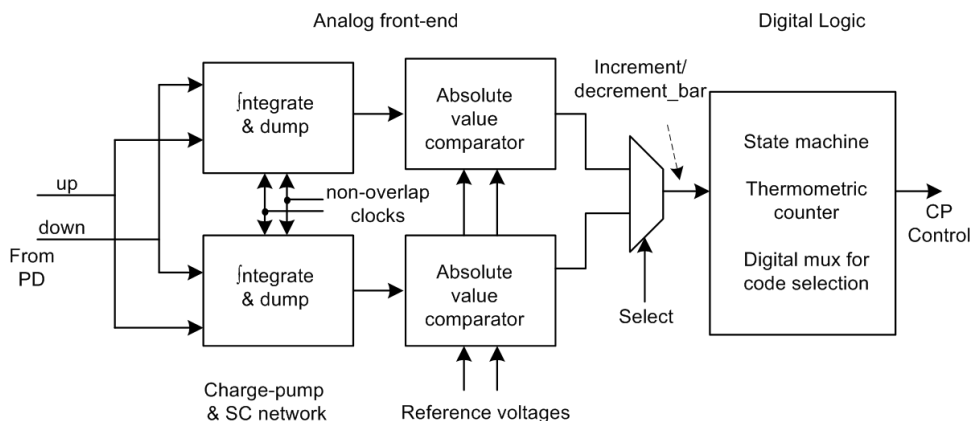 Analog front-end
Digital Logic
∫ntegrate
& dump
Absolute
value
comparator
Increment/
decrement_bar
State machine
Thermometric
counter
Digital mux for
code selection
up
down
From
PD
non-overlap
clocks
CP
Control
∫ntegrate
& dump
Absolute
value
comparator
Select
Charge-pump
& SC network
Reference voltages